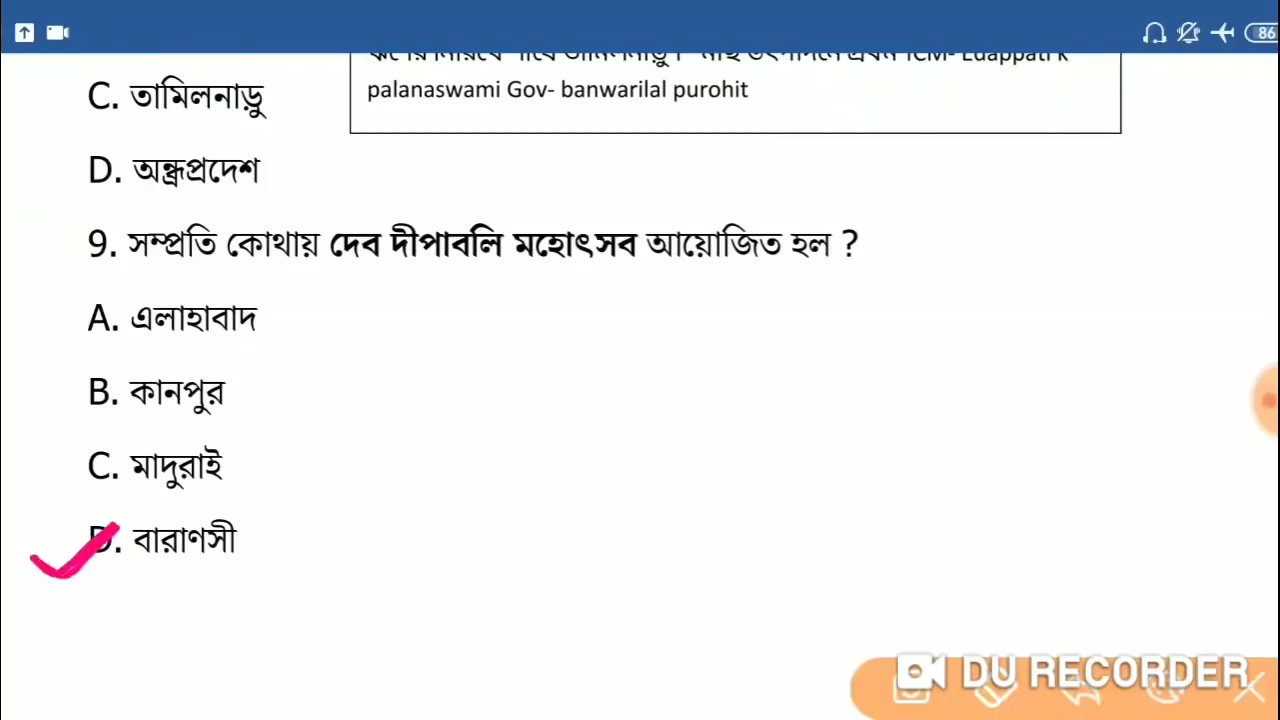 86
palanaswami Gov- banwarilal purohit
C. তামিলনাড়ু
D. অন্ধ্রপ্রদেশ
9. সম্প্রতি কোথায় দেব দীপাবলি মহোৎসব আয়োজিত হল ?
A. এলাহাবাদ
B. কানপুর
C. মাদুরাই
D. বারাণসী
DU RECORDER